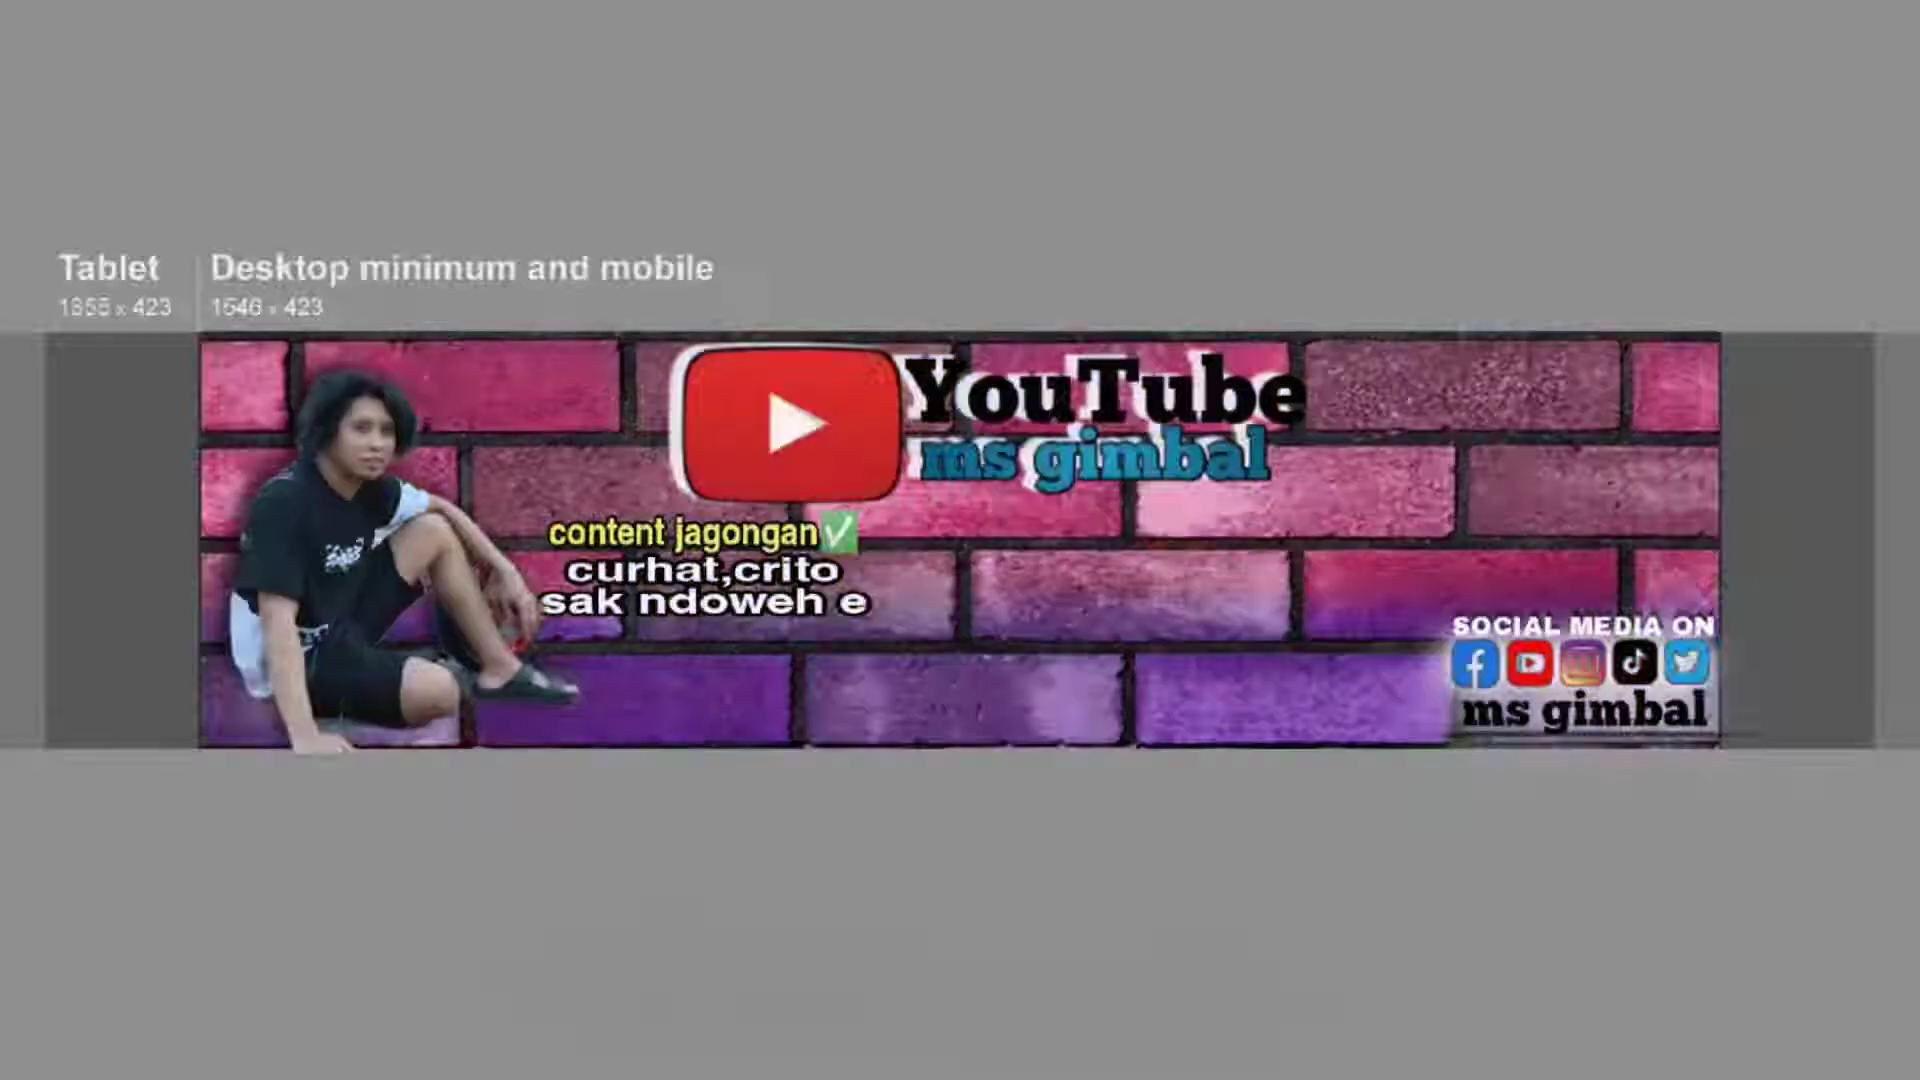 Tablet
1855 x 423
Desktop minimum and mobile
1546 x 423
YouTube
ms gimbal
content jagongan✅
curhat,crito
sak ndoweh e
SOCIAL MEDIA ON
ms gimbal